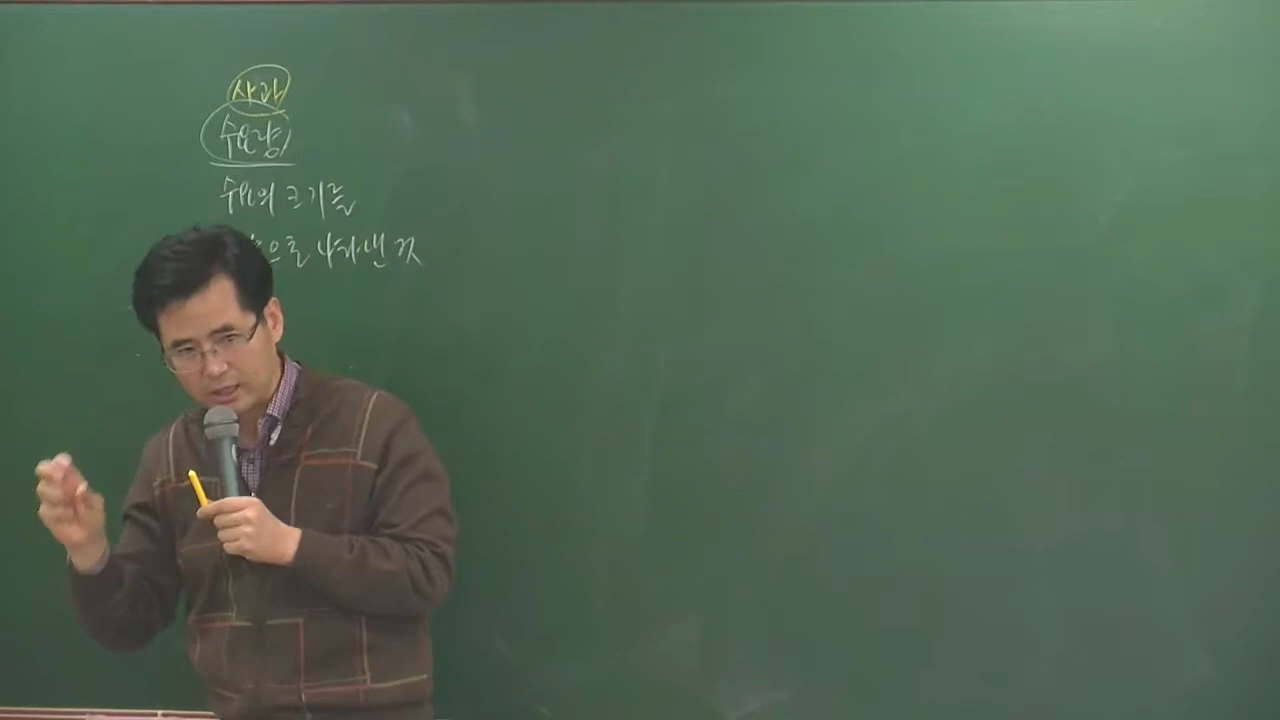 사과
수요량
수요의 크기를
으로 나타낸 것